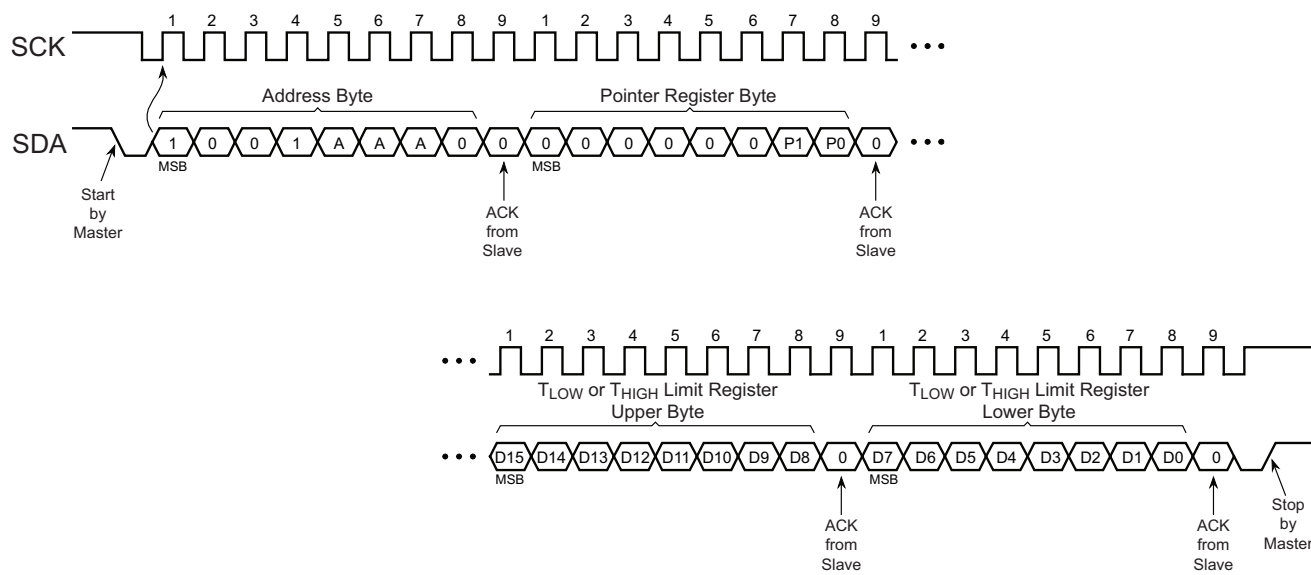 1 2 3 4 5 6 7 8 9 1 2 3 4 5 6 7 8 9
SCK
Address Byte Pointer Register Byte
SDA 1 0 0 1 A A A 0 0 0 0 0 0 0 0 P1 P0 0
MSB MSB
Start
by
Master
ACK
from
Slave
ACK
from
Slave
1 2 3 4 5 6 7 8 9 1 2 3 4 5 6 7 8 9
TLOW or THIGH Limit Register
Upper Byte
TLOW or THIGH Limit Register
Lower Byte
D15 D14 D13 D12 D11 D10 D9 D8 0 D7 D6 D5 D4 D3 D2 D1 D0 0
MSB MSB
ACK
from
Slave
ACK
from
Slave
Stop
by
Master